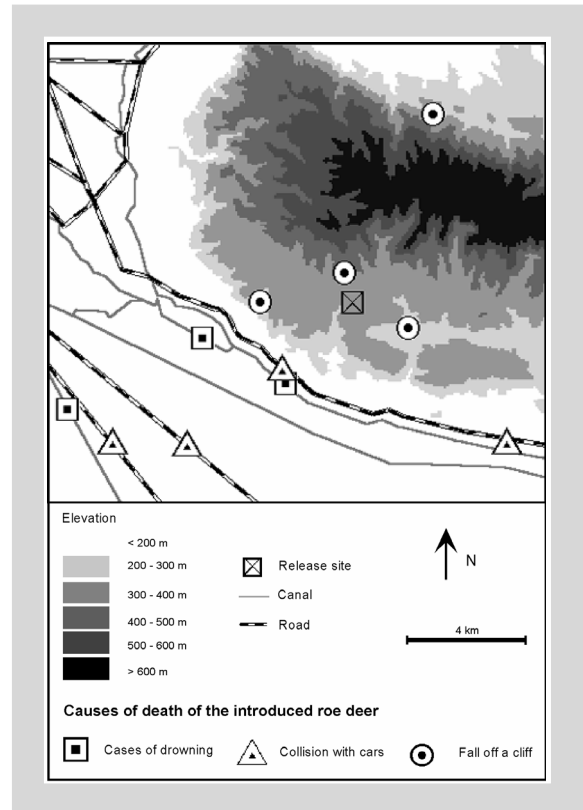 Elevation
< 200 m
200 - 300 m
300 - 400 m
400 - 500 m
500 - 600 m
> 600 m
Release site
Canal
Road
N
4 km
Causes of death of the introduced roe deer
Cases of drowning
Collision with cars
Fall off a cliff